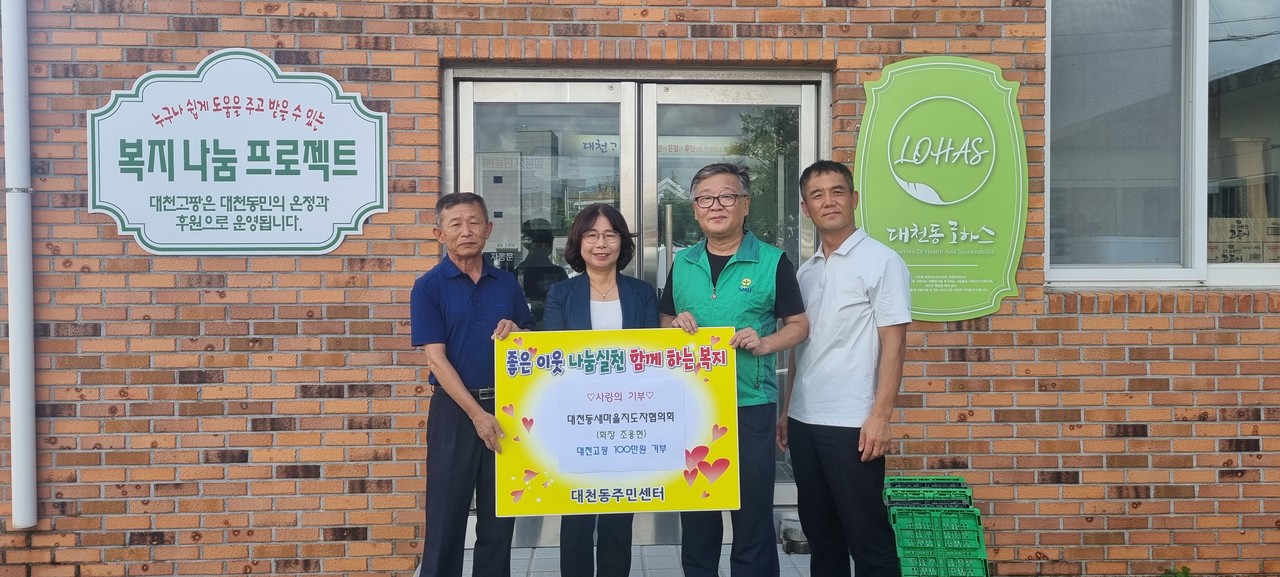 누구나 쉽게 도움을 주고 받을 수 있는
복지 나눔 프로젝트
대천고팡은 대천동민의 온정과
후원으로 운영됩니다.
대천고
LOHAS
대천동 로하스
좋은 이웃 나눔실천 함께 하는 복지
♡사랑의 기부♡
대천동새마을지도자협의회
(회장 조용현)
대천고팡 100만원 기부
대천동주민센터